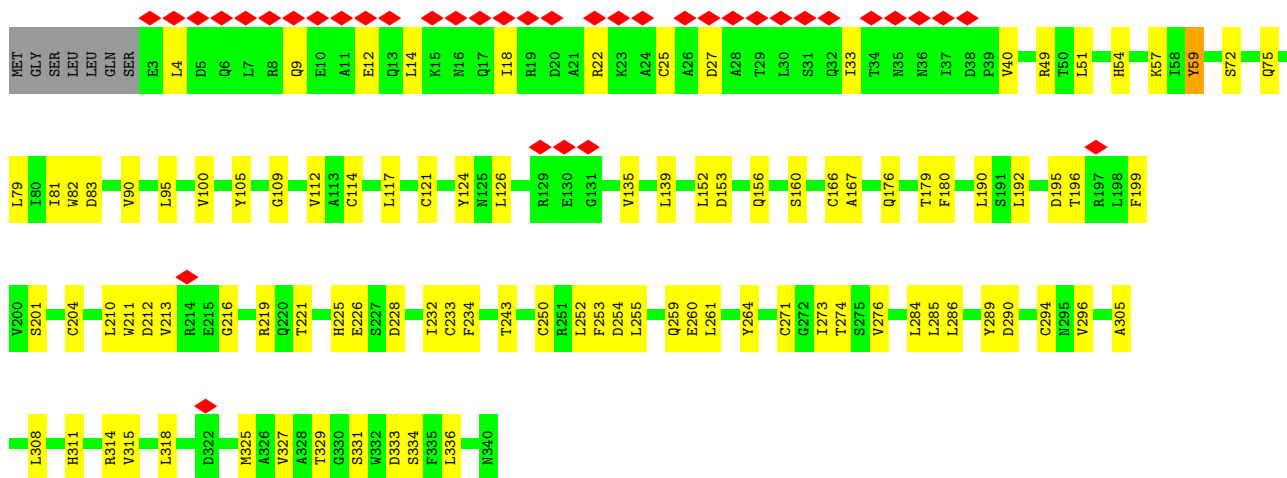 MET GLY SER LEU LEU GLN SER E3 L4 D5 Q6 L7 R8 Q9 E10 A11 E12 Q13 L14 K15 N16 Q17 I18 R19 D20 A21 R22 K23 A24 C25 A26 D27 A28 T29 L30 S31 Q32 I33 T34 N35 N36 I37 D38 P39 V40 R49 T50 L51 H54 K57 I58 Y59 S72 Q75
L79 I80 I81 W82 D83 V90 L95 V100 Y105 G109 V112 A113 C114 L117 C121 Y124 N125 L126 R129 E130 G131 V135 L139 L152 D153 Q156 S160 C166 A167 Q176 T179 F180 L190 S191 L192 D195 T196 R197 L198 F199
V200 S201 C204 L210 W211 D212 V213 R214 E215 G216 R219 Q220 T221 H225 E226 S227 D228 I232 C233 F234 T243 C250 R251 L252 F253 D254 L255 Q259 E260 L261 Y264 C271 G272 I273 T274 S275 V276 L284 L285 L286 Y289 D290 C294 N295 V296 A305
L308 H311 R314 V315 L318 D322 M325 A326 V327 A328 T329 G330 S331 W332 D333 S334 F335 L336 N340